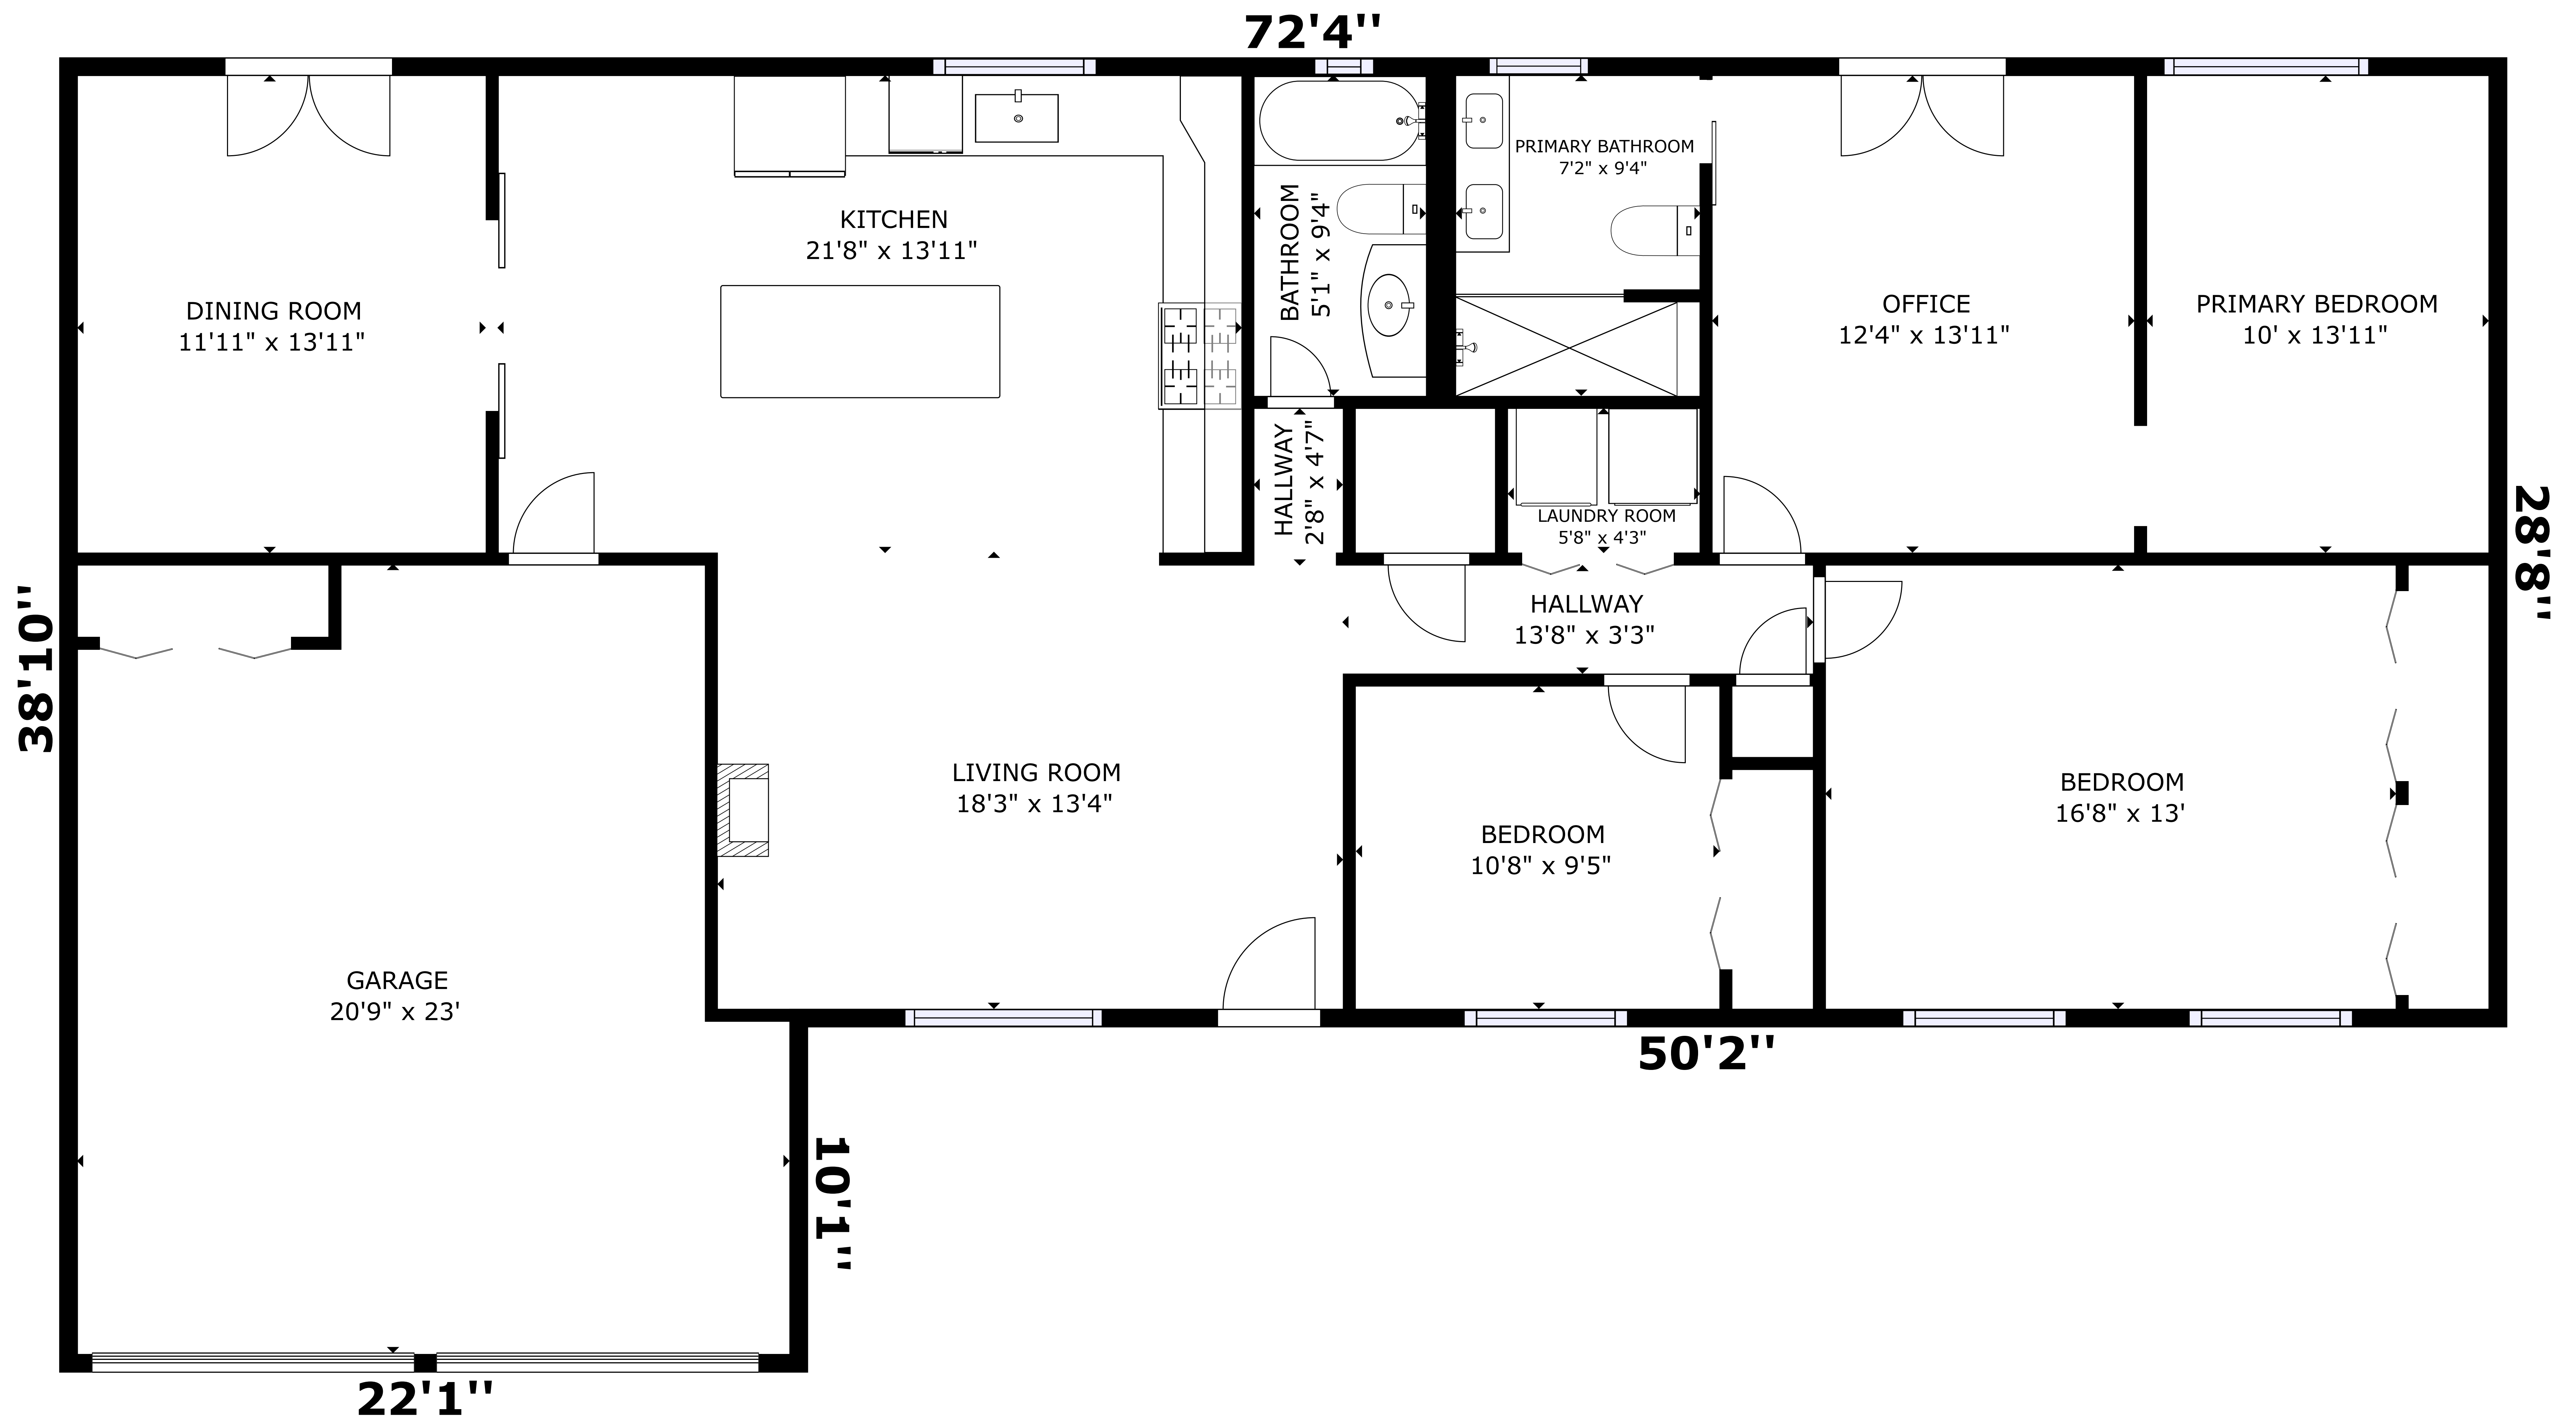 72'4''
PRIMARY BATHROOM
7'2" x 9'4"
KITCHEN
21'8" x 13'11"
BATHROOM
5'1" x 9'4"
DINING ROOM
11'11" x 13'11"
OFFICE
12'4" x 13'11"
PRIMARY BEDROOM
10' x 13'11"
HALLWAY
2'8" x 4'7"
LAUNDRY ROOM
5'8" x 4'3"
28'8''
HALLWAY
13'8" x 3'3"
38'10''
LIVING ROOM
18'3" x 13'4"
BEDROOM
16'8" x 13'
BEDROOM
10'8" x 9'5"
GARAGE
20'9" x 23'
50'2''
10'1''
22'1''